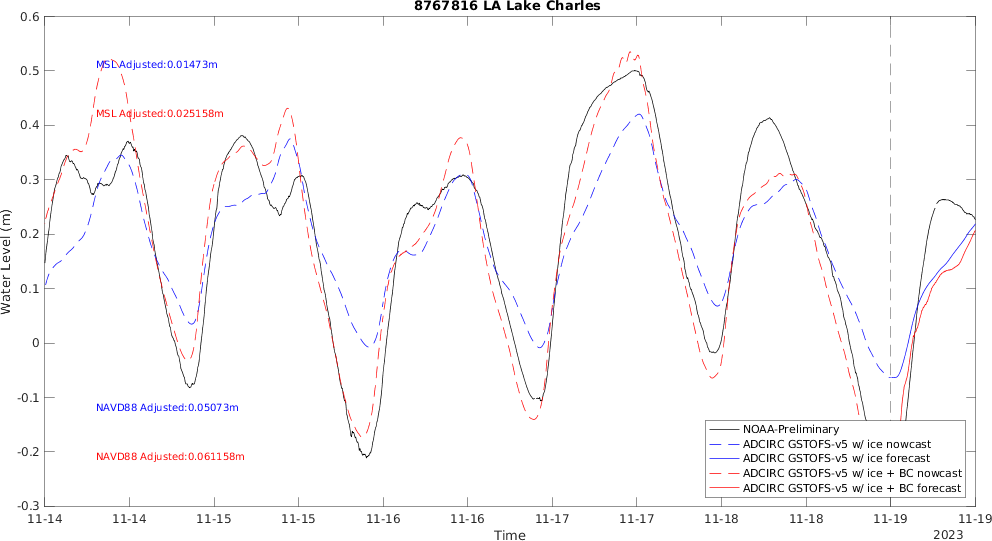 8767816 LA Lake Charles
Water Level (m)
0.6
0.5
0.4
0.3
0.2
0.1
0
-0.1
-0.2
-0.3
MSL Adjusted:0.01473m
MSL Adjusted:0.025158m
NAVD88 Adjusted:0.05073m
NAVD88 Adjusted:0.061158m
NOAA-Preliminary
ADCIRC GSTOFS-v5 w/ ice nowcast
ADCIRC GSTOFS-v5 w/ ice forecast
ADCIRC GSTOFS-v5 w/ ice + BC nowcast
ADCIRC GSTOFS-v5 w/ ice + BC forecast
11-14 11-14 11-15 11-15 11-16 11-16 11-17 11-17 11-18 11-18 11-19 11-19
Time
2023